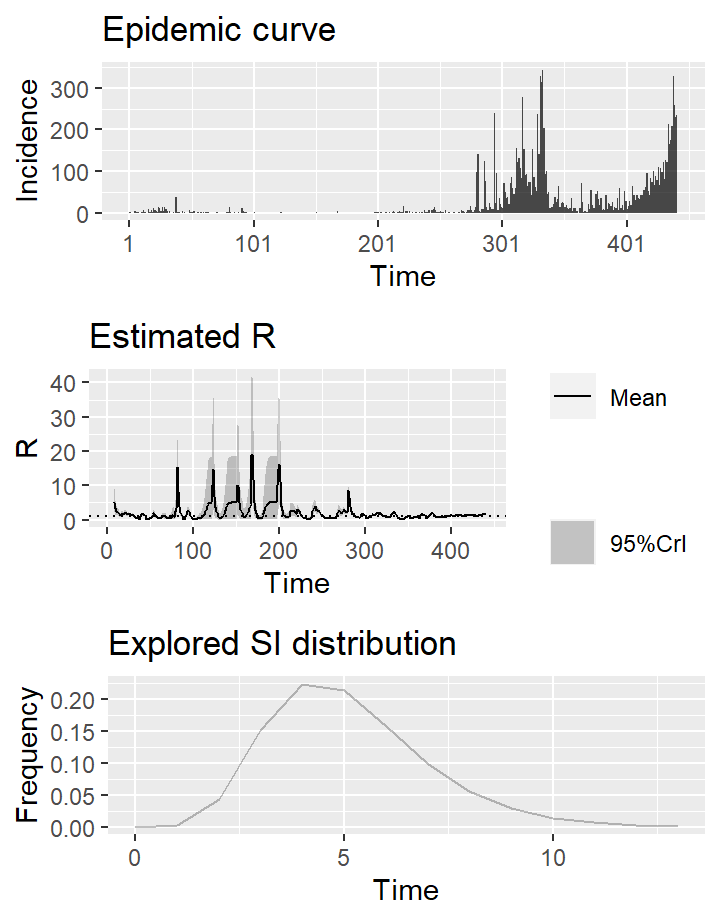 Epidemic curve
Incidence
300
200
100
0
1 101 201 301 401
Time
Estimated R
R
40
30
20
10
0
0 100 200 300 400
Time
Mean
95%CrI
Explored SI distribution
Frequency
0.20
0.15
0.10
0.05
0.00
0 5 10
Time